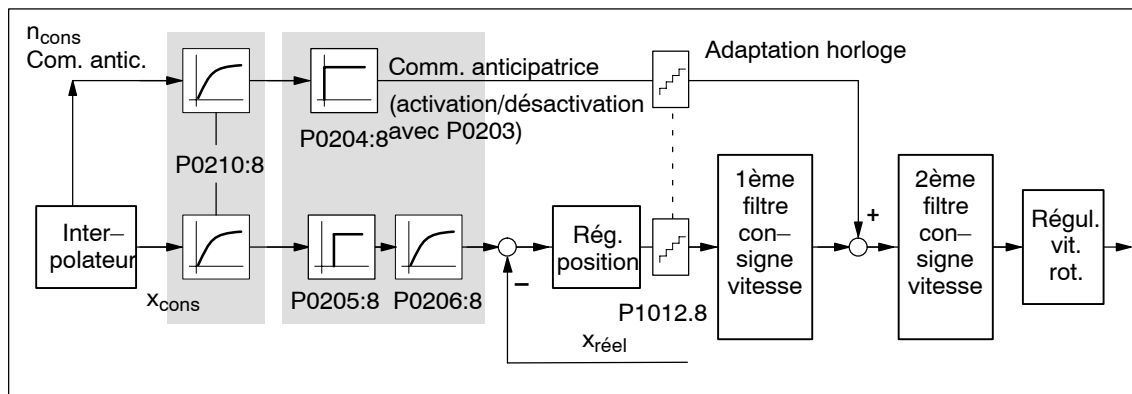 n_cons
Com. antic.
Adaptation horloge
Comm. anticipatrice
(activation/désactivation
avec P0203)
P0204:8
P0210:8
Inter–
polateur
x_cons
P0205:8
P0206:8
–
Rég.
position
P1012.8
x_réel
1ème
filtre
con–
signe
vitesse
+
2ème
filtre
con–
signe
vitesse
Régul.
vit.
rot.